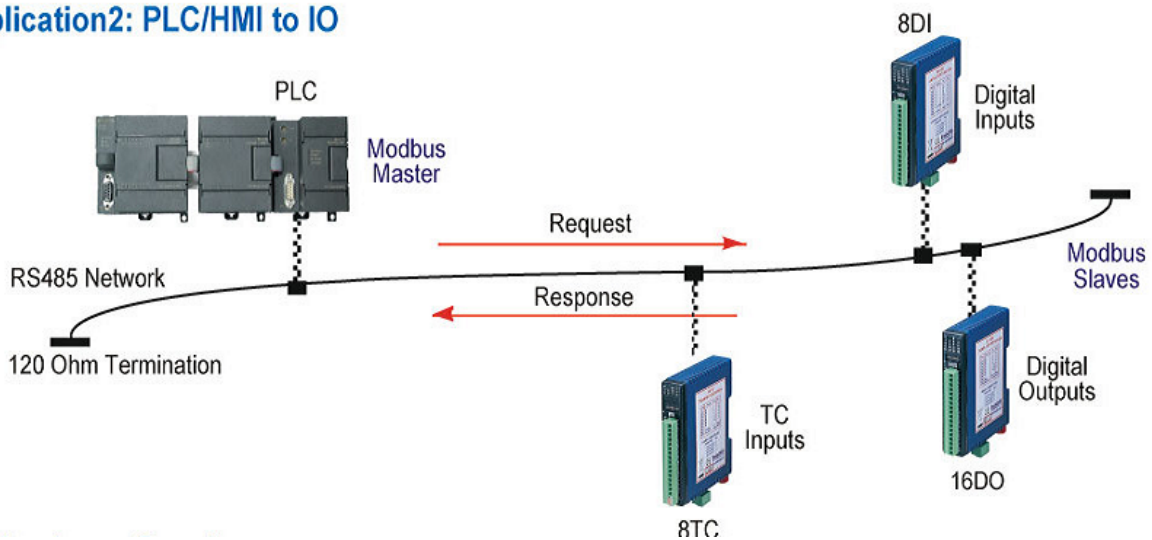 plication2: PLC/HMI to IO
8DI
PLC
Digital
Inputs
Modbus
Master
Request
Modbus
Slaves
RS485 Network
Response
120 Ohm Termination
Digital
Outputs
TC
Inputs
16DO
8TC